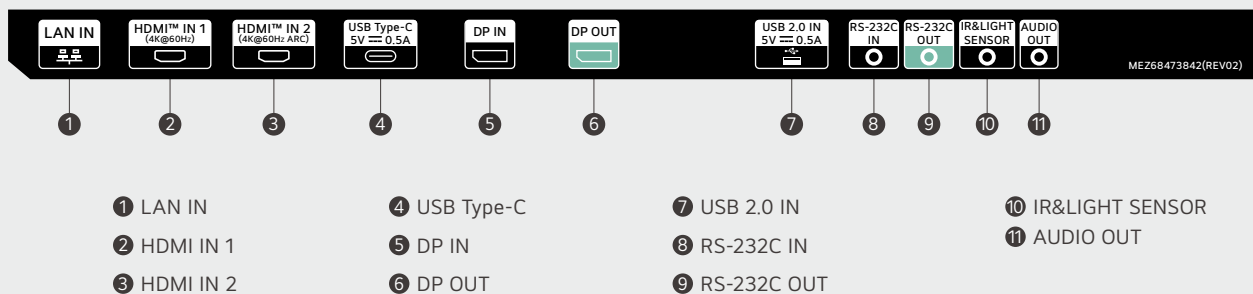 LAN IN
HDMI™ IN 1
(4K@60Hz)
HDMI™ IN 2
(4K@60Hz ARC)
USB Type-C
5V ⎓ 0.5A
DP IN
DP OUT
USB 2.0 IN
5V ⎓ 0.5A
RS-232C
IN
RS-232C
OUT
IR&LIGHT
SENSOR
AUDIO
OUT
MEZ68473842(REV02)
1
2
3
4
5
6
7
8
9
10
11
1 LAN IN
2 HDMI IN 1
3 HDMI IN 2
4 USB Type-C
5 DP IN
6 DP OUT
7 USB 2.0 IN
8 RS-232C IN
9 RS-232C OUT
10 IR&LIGHT SENSOR
11 AUDIO OUT